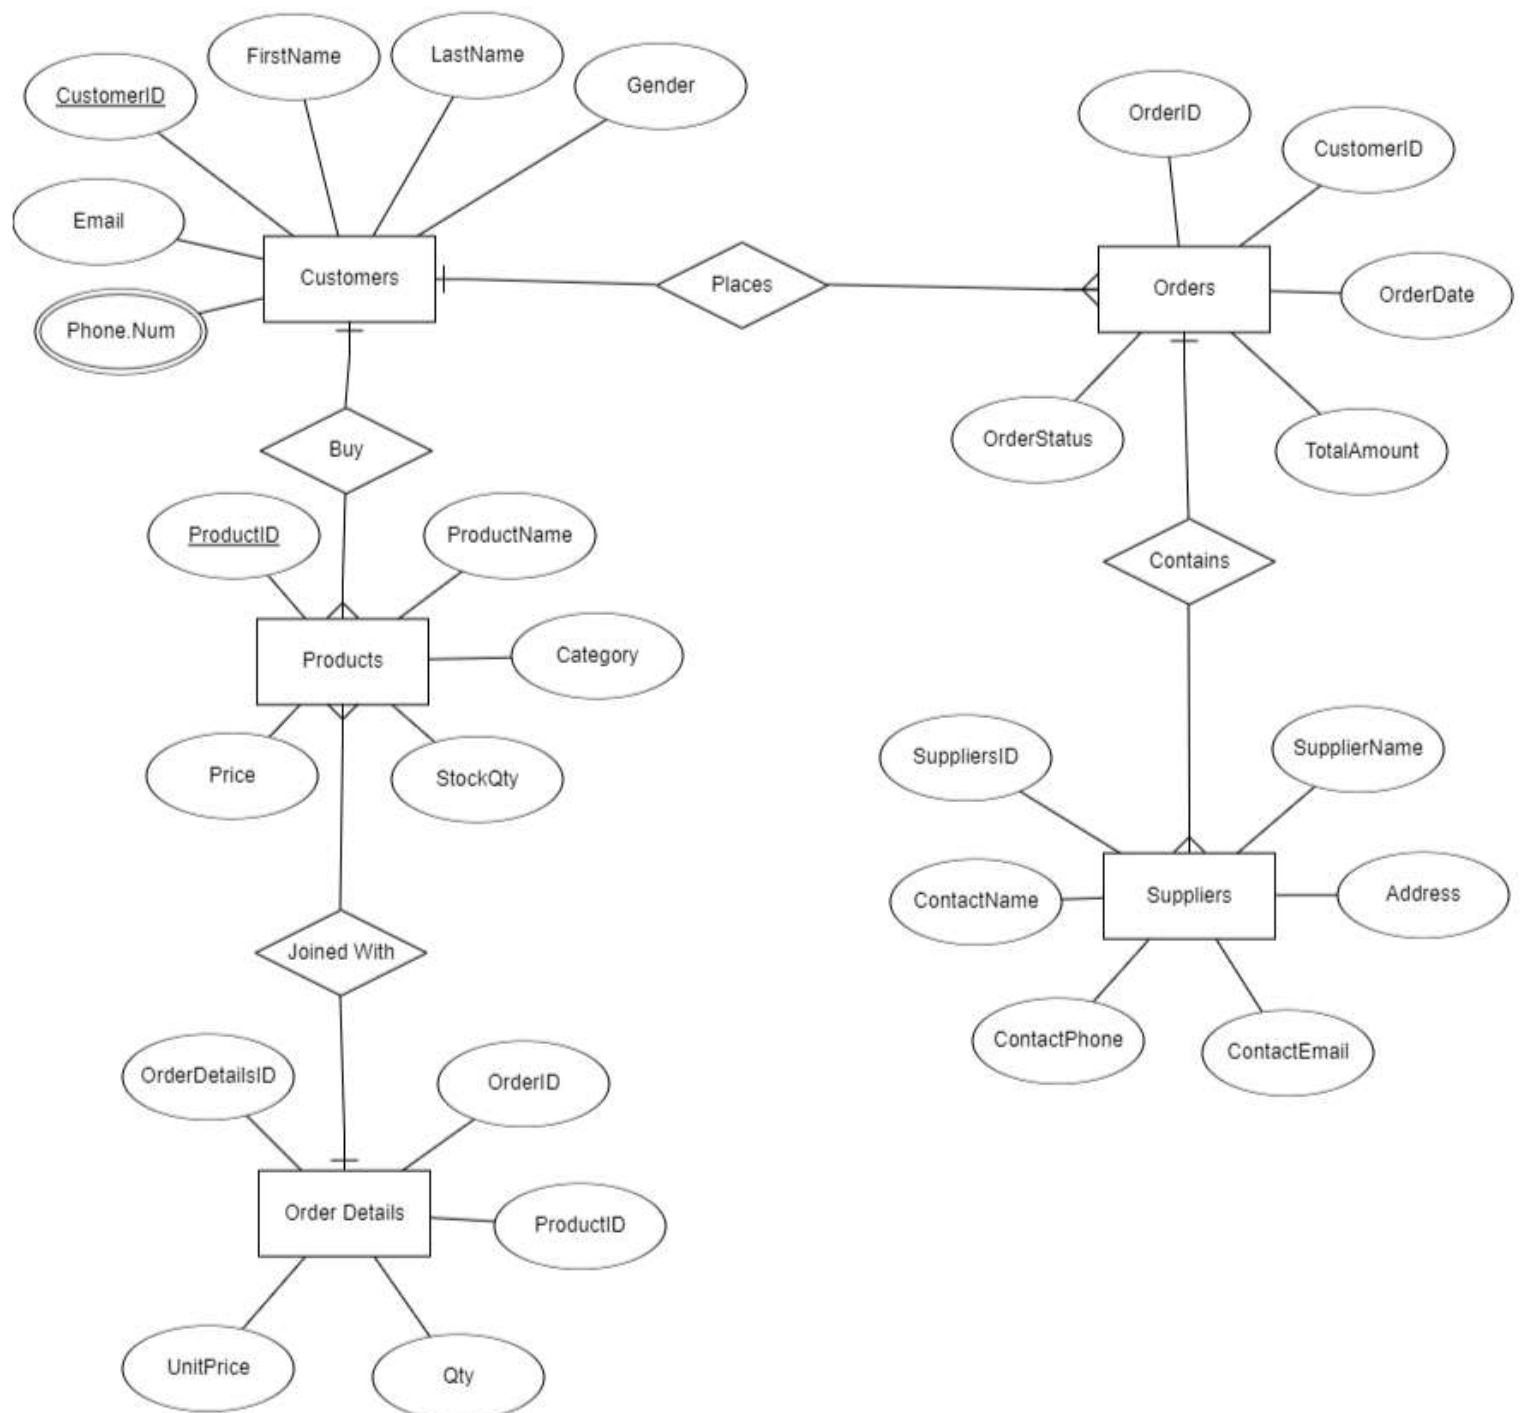 FirstName
LastName
Gender
CustomerID
OrderID
CustomerID
Email
Customers
Places
Orders
OrderDate
Phone.Num
OrderStatus
TotalAmount
Buy
ProductID
ProductName
Contains
Products
Category
Price
StockQty
SuppliersID
SupplierName
ContactName
Suppliers
Address
Joined With
ContactPhone
ContactEmail
OrderDetailsID
OrderID
Order Details
ProductID
UnitPrice
Qty